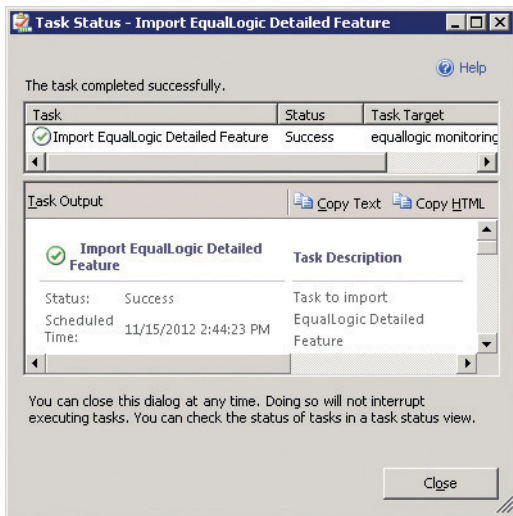 Task Status - Import EqualLogic Detailed Feature
Help
The task completed successfully.
Task Status Task Target
Import EqualLogic Detailed Feature Success equallogic monitoring
Task Output Copy Text Copy HTML
Import EqualLogic Detailed
Feature
Task Description
Status: Success
Scheduled
Time: 11/15/2012 2:44:23 PM
Task to import
EqualLogic Detailed
Feature
You can close this dialog at any time. Doing so will not interrupt
executing tasks. You can check the status of tasks in a task status view.
Close